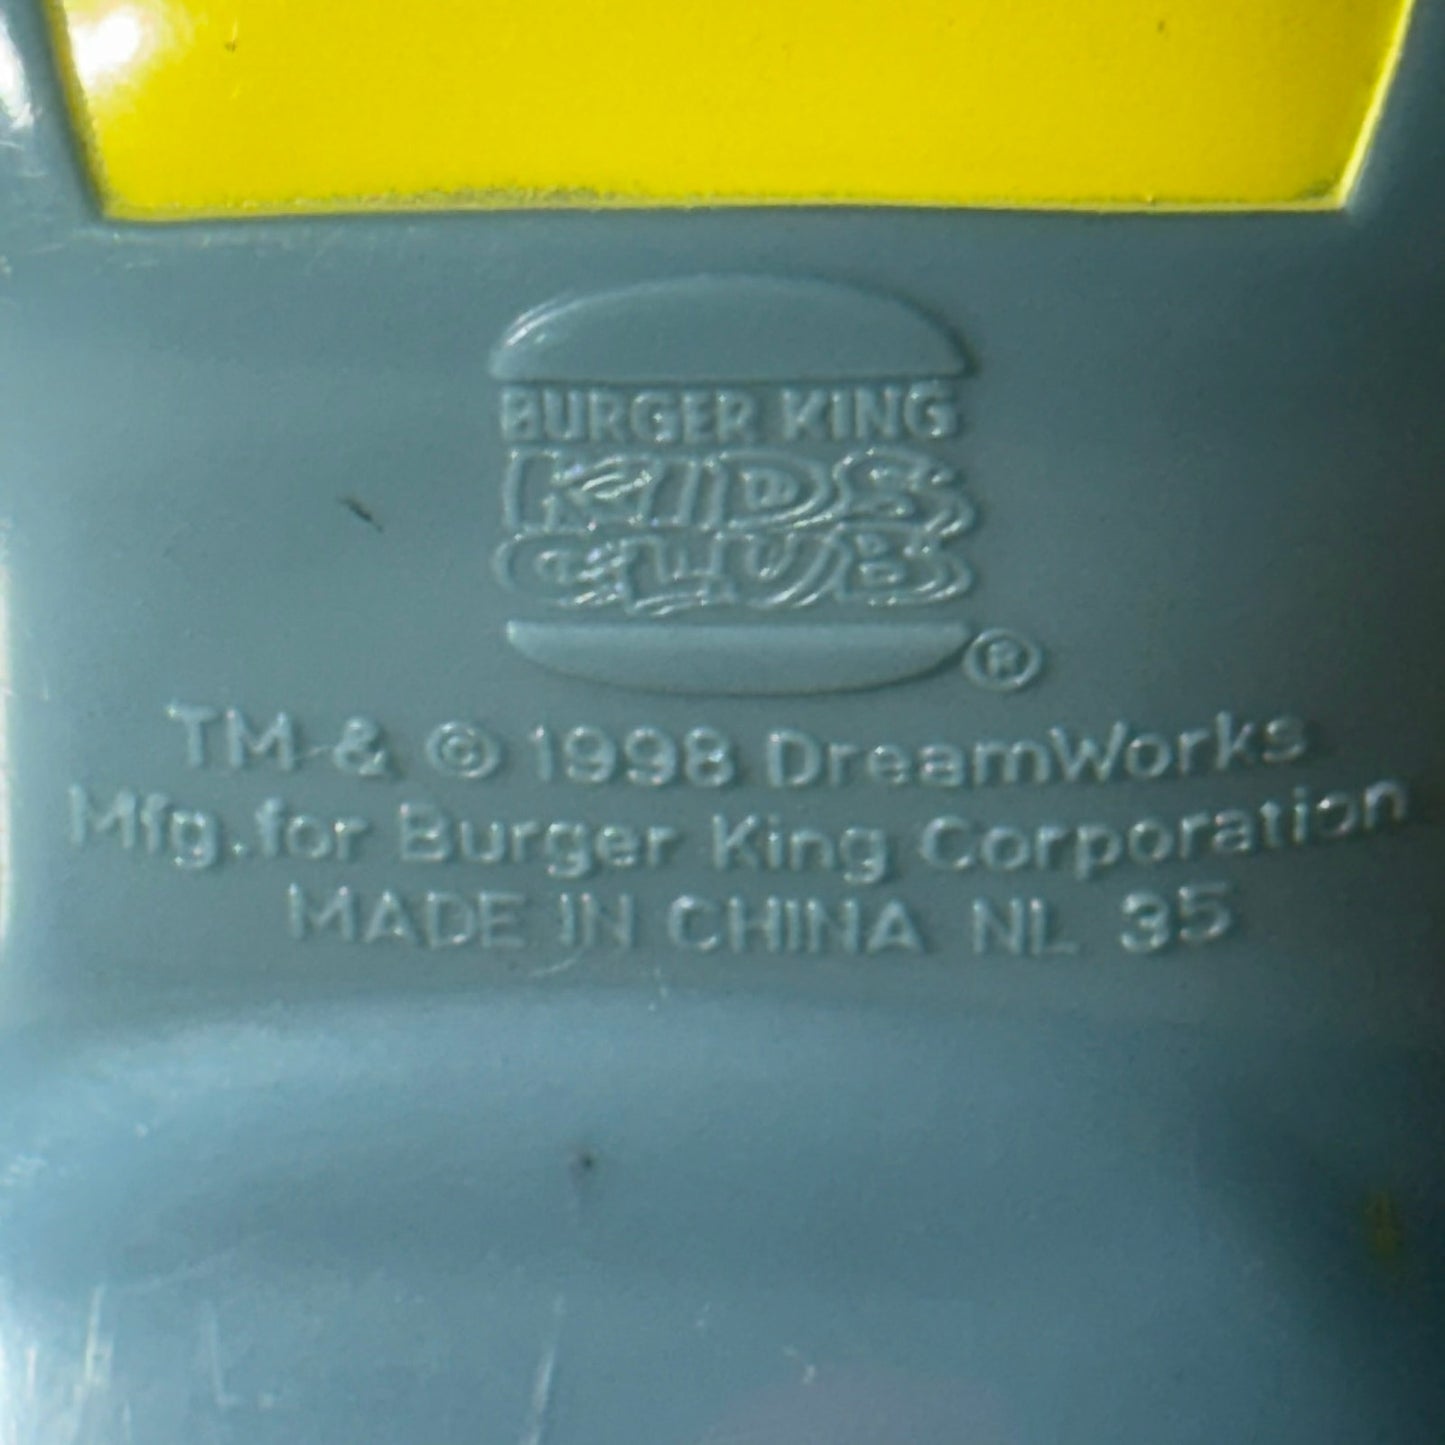 BURGER KING
KIDS
CLUB
®
TM & © 1998 DreamWorks
Mfg. for Burger King Corporation
MADE IN CHINA NL 35